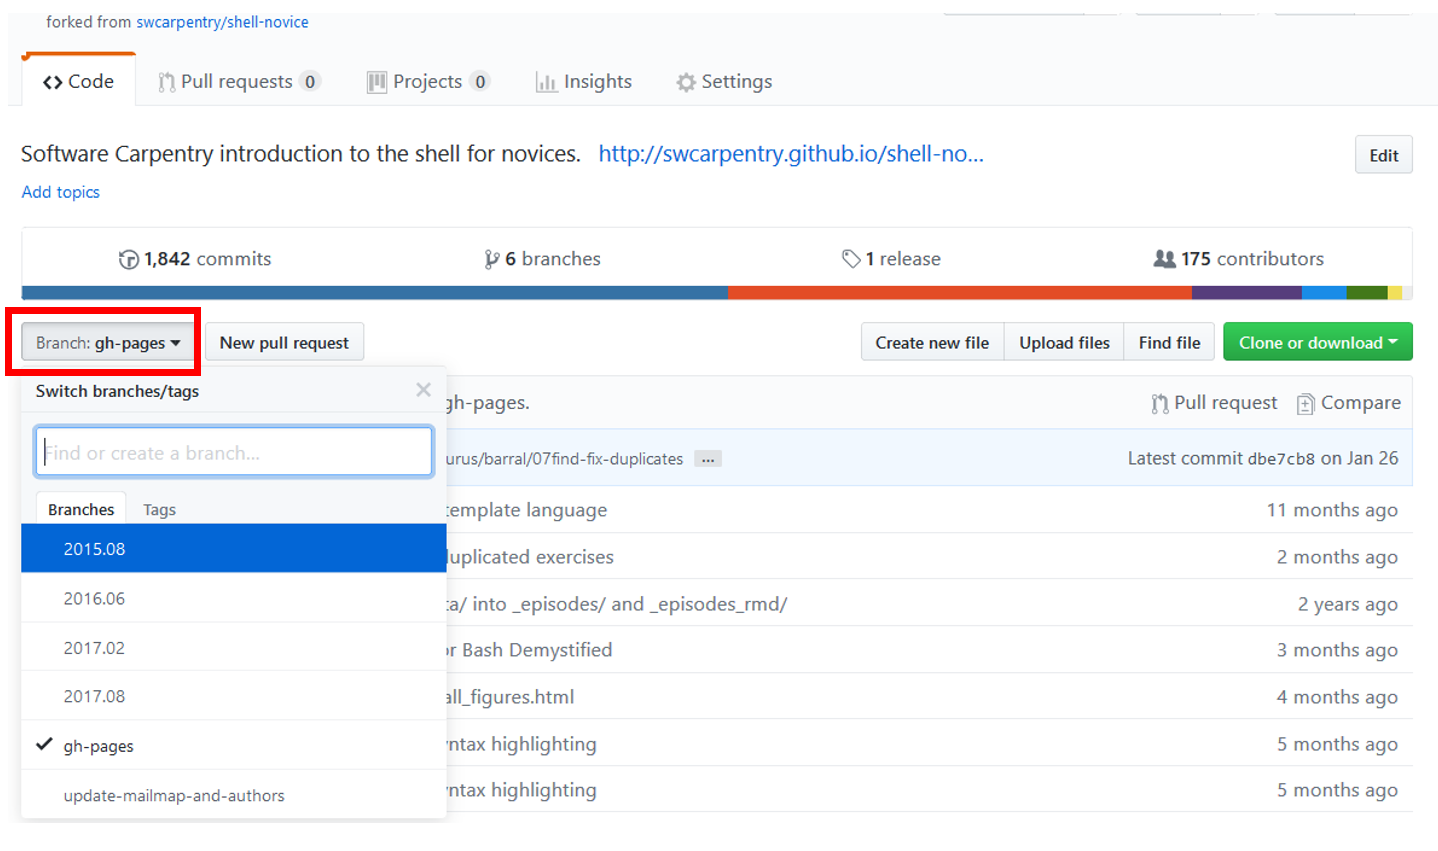 forked from swcarpentry/shell-novice
Code Pull requests 0 Projects 0 Insights Settings
Software Carpentry introduction to the shell for novices. http://swcarpentry.github.io/shell-no... Edit
Add topics
1,842 commits 6 branches 1 release 175 contributors
Branch: gh-pages New pull request Create new file Upload files Find file Clone or download
Switch branches/tags
gh-pages. Pull request Compare
Find or create a branch...
urus/barral/07find-fix-duplicates ... Latest commit dbe7cb8 on Jan 26
Branches Tags
template language 11 months ago
2015.08
uplicated exercises 2 months ago
2016.06
ta/ into _episodes/ and _episodes_rmd/ 2 years ago
2017.02
or Bash Demystified 3 months ago
2017.08
all_figures.html 4 months ago
gh-pages
ntax highlighting 5 months ago
update-mailmap-and-authors
ntax highlighting 5 months ago